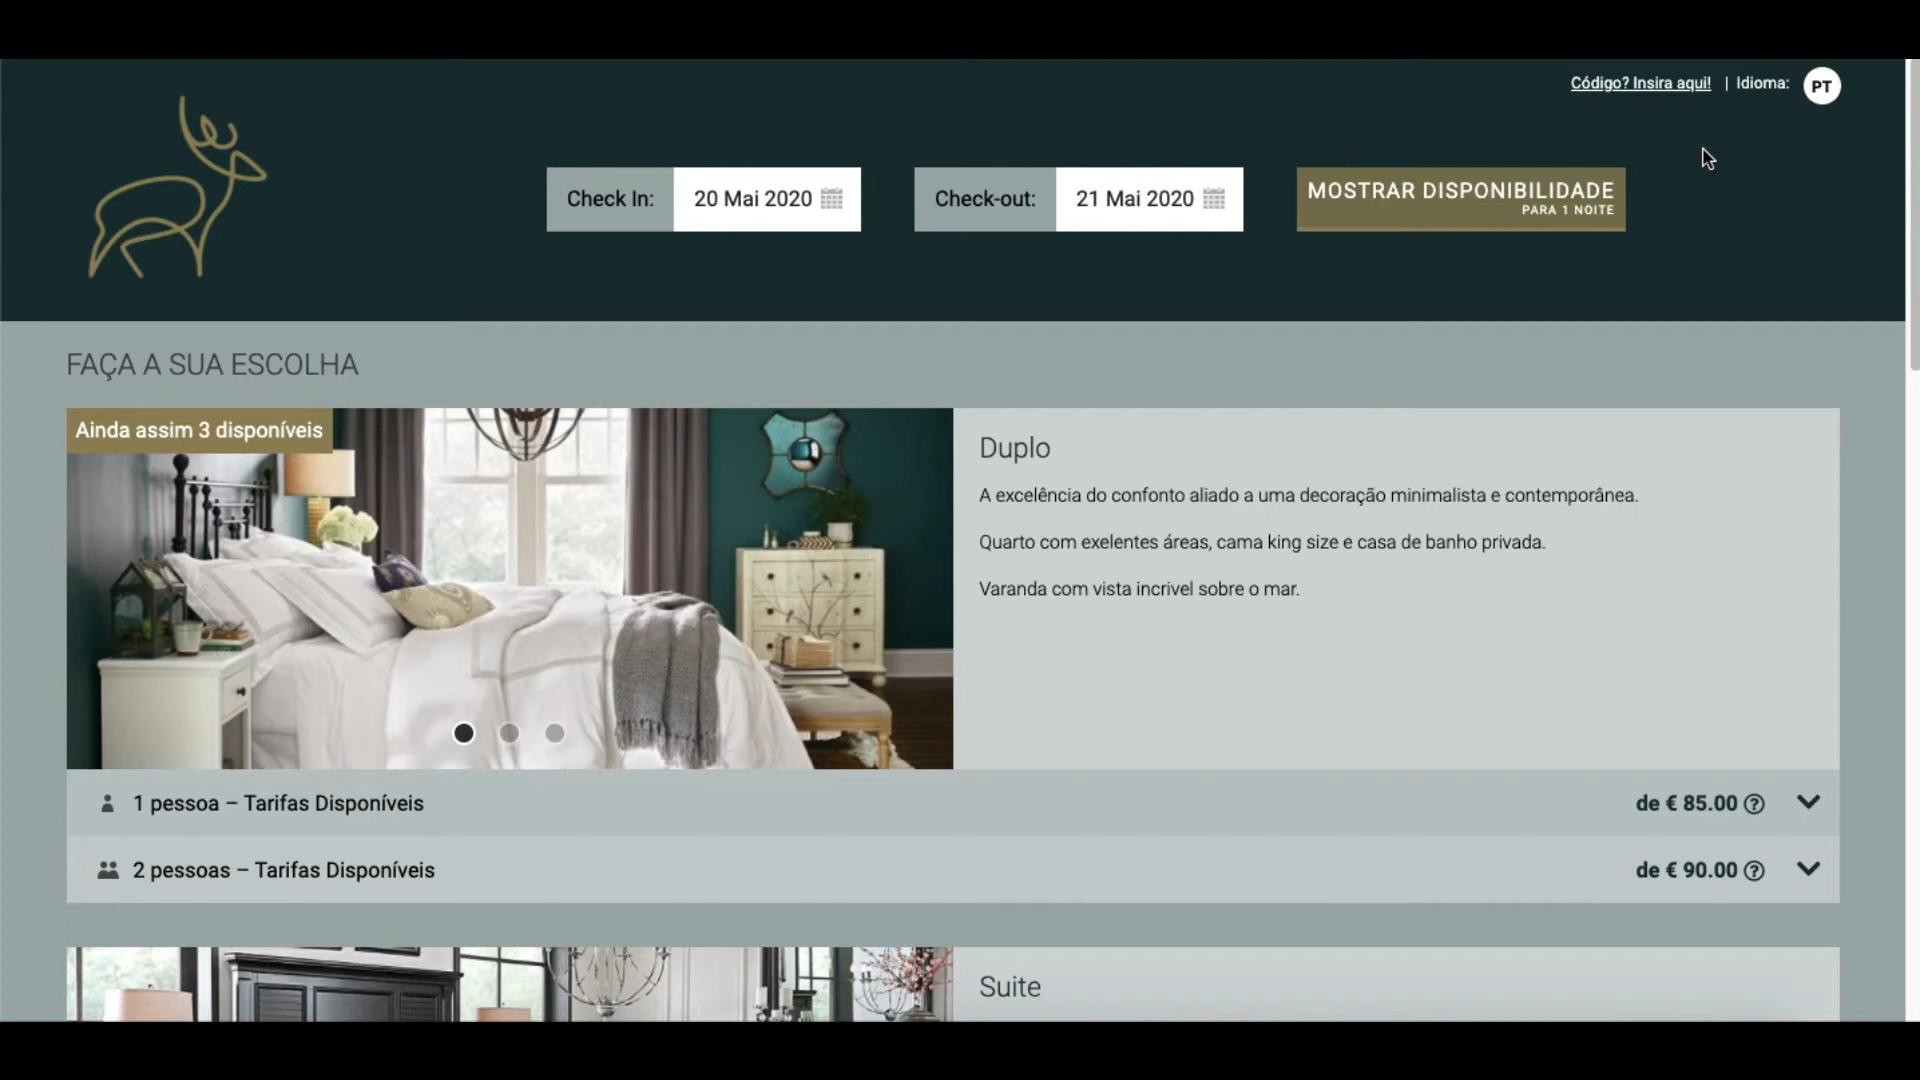 Código? Insira aqui! | Idioma: PT
Check In: 20 Mai 2020
Check-out: 21 Mai 2020
MOSTRAR DISPONIBILIDADE
PARA 1 NOITE
FAÇA A SUA ESCOLHA
Ainda assim 3 disponíveis
Duplo
A excelência do confonto aliado a uma decoração minimalista e contemporânea.
Quarto com exelentes áreas, cama king size e casa de banho privada.
Varanda com vista incrivel sobre o mar.
1 pessoa – Tarifas Disponíveis de € 85.00 ?
2 pessoas – Tarifas Disponíveis de € 90.00 ?
Suite